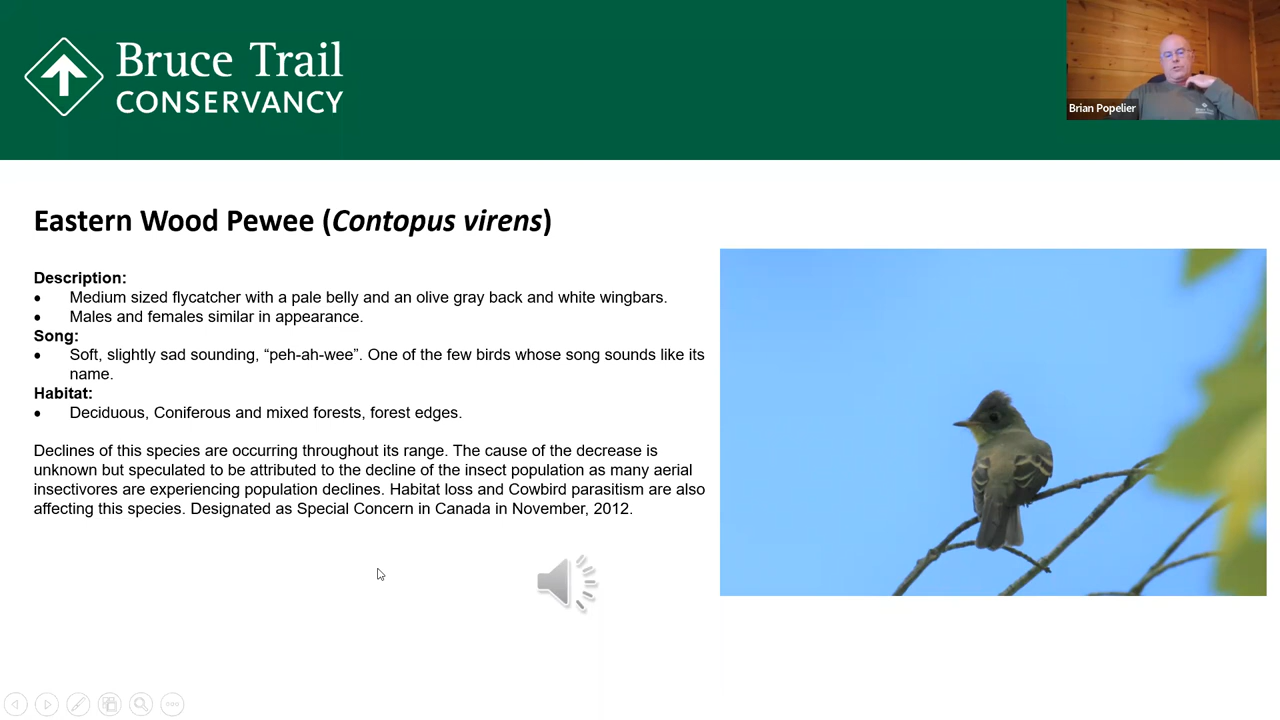 Bruce Trail
CONSERVANCY
Brian Popelier
Eastern Wood Pewee (Contopus virens)
Description:
• Medium sized flycatcher with a pale belly and an olive gray back and white wingbars.
• Males and females similar in appearance.
Song:
• Soft, slightly sad sounding, “peh-ah-wee”. One of the few birds whose song sounds like its
name.
Habitat:
• Deciduous, Coniferous and mixed forests, forest edges.
Declines of this species are occurring throughout its range. The cause of the decrease is
unknown but speculated to be attributed to the decline of the insect population as many aerial
insectivores are experiencing population declines. Habitat loss and Cowbird parasitism are also
affecting this species. Designated as Special Concern in Canada in November, 2012.